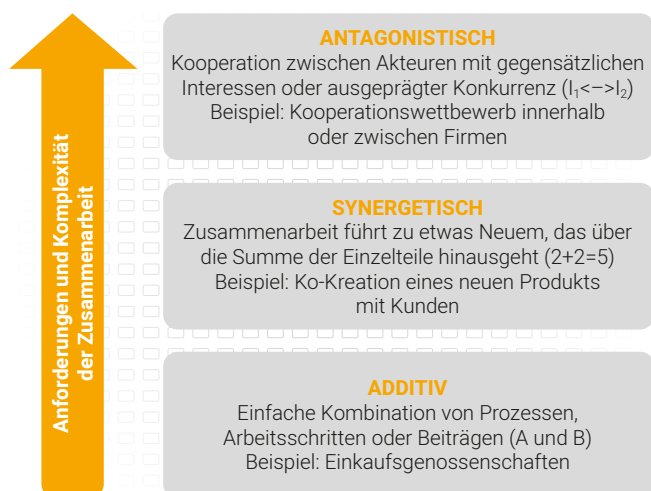 Anforderungen und Komplexität
der Zusammenarbeit
ANTAGONISTISCH
Kooperation zwischen Akteuren mit gegensätzlichen
Interessen oder ausgeprägter Konkurrenz (I₁<–>I₂)
Beispiel: Kooperationswettbewerb innerhalb
oder zwischen Firmen
SYNERGETISCH
Zusammenarbeit führt zu etwas Neuem, das über
die Summe der Einzelteile hinausgeht (2+2=5)
Beispiel: Ko-Kreation eines neuen Produkts
mit Kunden
ADDITIV
Einfache Kombination von Prozessen,
Arbeitsschritten oder Beiträgen (A und B)
Beispiel: Einkaufsgenossenschaften